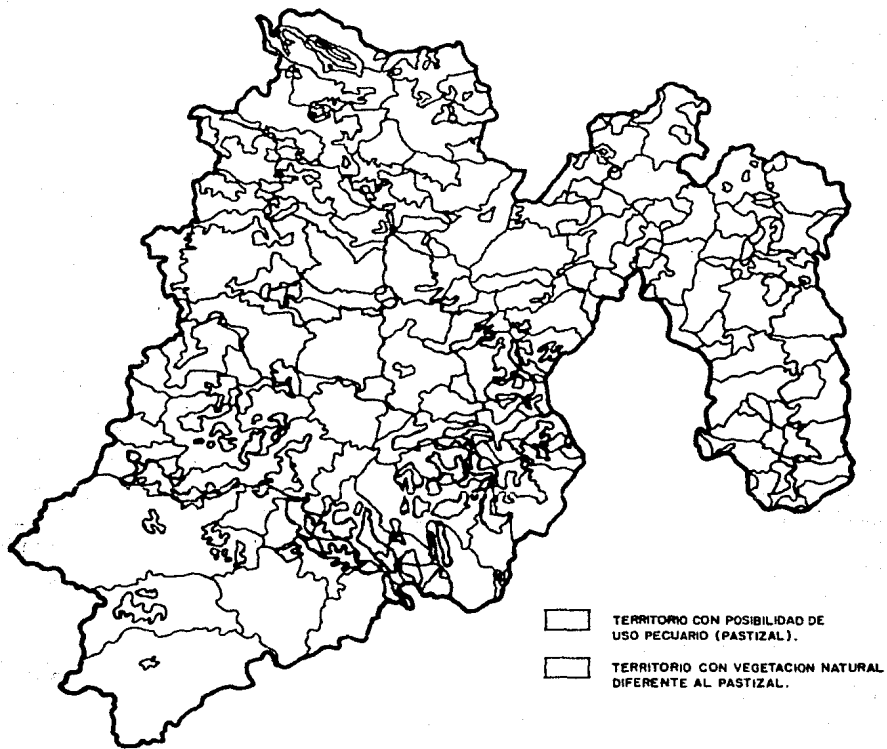 TERRITORIO CON POSIBILIDAD DE
USO PECUARIO (PASTIZAL).
TERRITORIO CON VEGETACION NATURAL
DIFERENTE AL PASTIZAL.